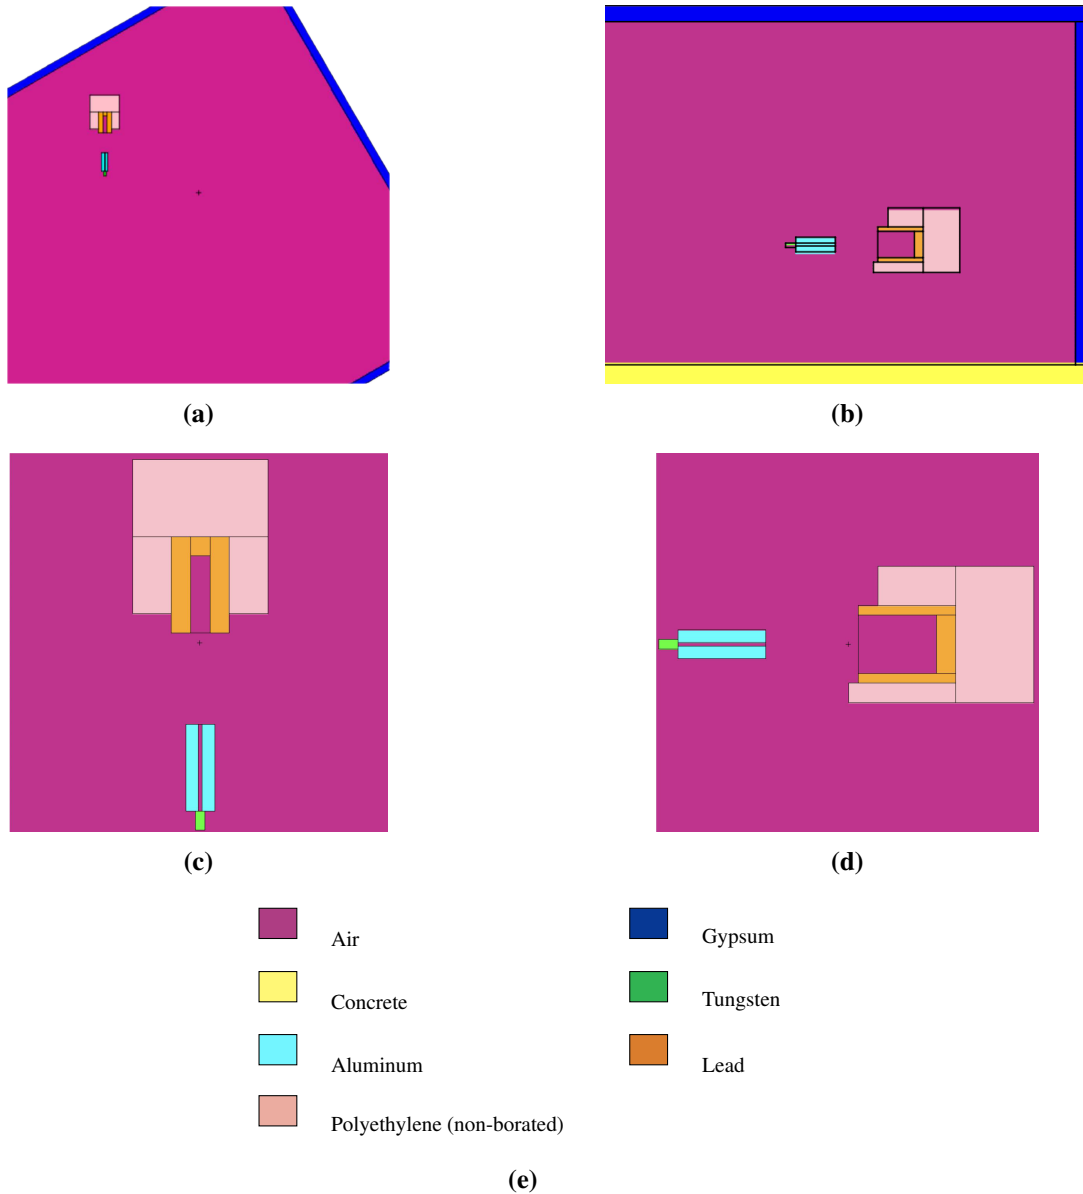 (a)
(b)
(c)
(d)
Air
Gypsum
Concrete
Tungsten
Aluminum
Lead
Polyethylene (non-borated)
(e)